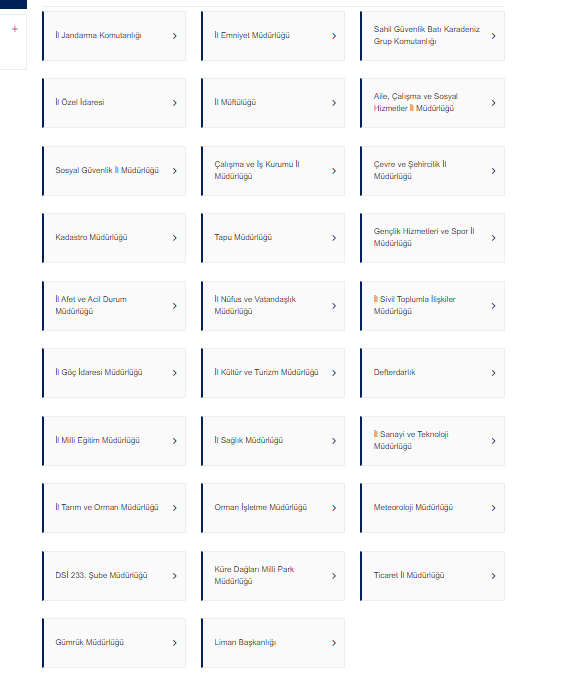 +
İl Jandarma Komutanlığı
İl Emniyet Müdürlüğü
Sahil Güvenlik Batı Karadeniz
Grup Komutanlığı
İl Özel İdaresi
İl Müftülüğü
Aile, Çalışma ve Sosyal
Hizmetler İl Müdürlüğü
Sosyal Güvenlik İl Müdürlüğü
Çalışma ve İş Kurumu İl
Müdürlüğü
Çevre ve Şehircilik İl
Müdürlüğü
Kadastro Müdürlüğü
Tapu Müdürlüğü
Gençlik Hizmetleri ve Spor İl
Müdürlüğü
İl Afet ve Acil Durum
Müdürlüğü
İl Nüfus ve Vatandaşlık
Müdürlüğü
İl Sivil Toplumla İlişkiler
Müdürlüğü
İl Göç İdaresi Müdürlüğü
İl Kültür ve Turizm Müdürlüğü
Defterdarlık
İl Milli Eğitim Müdürlüğü
İl Sağlık Müdürlüğü
İl Sanayi ve Teknoloji
Müdürlüğü
İl Tarım ve Orman Müdürlüğü
Orman İşletme Müdürlüğü
Meteoroloji Müdürlüğü
DSİ 233. Şube Müdürlüğü
Küre Dağları Milli Park
Müdürlüğü
Ticaret İl Müdürlüğü
Gümrük Müdürlüğü
Liman Başkanlığı